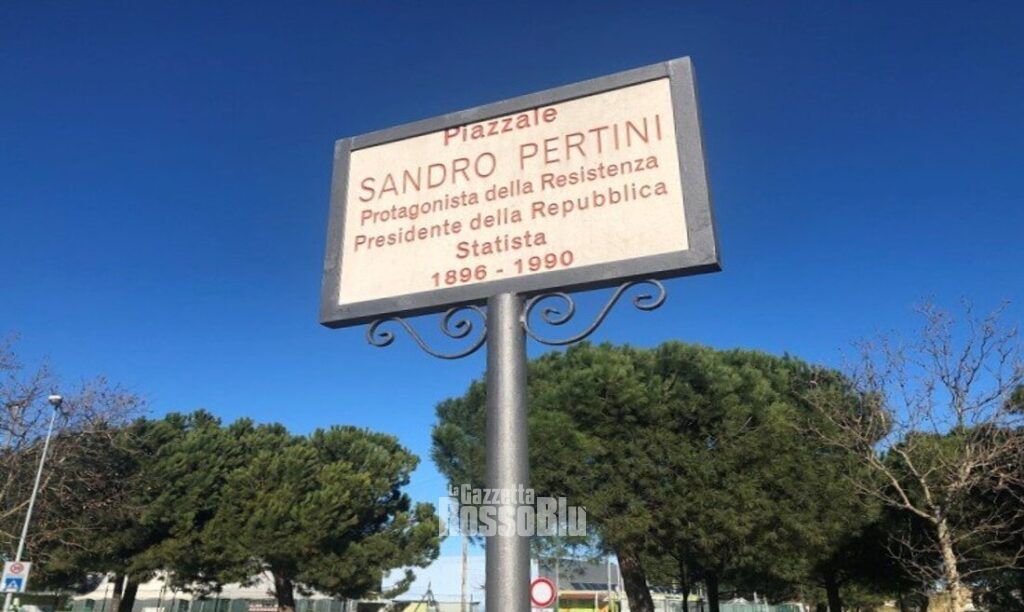 Piazzale
SANDRO PERTINI
Protagonista della Resistenza
Presidente della Repubblica
Statista
1896 - 1990
La Gazzetta
RossoBlu